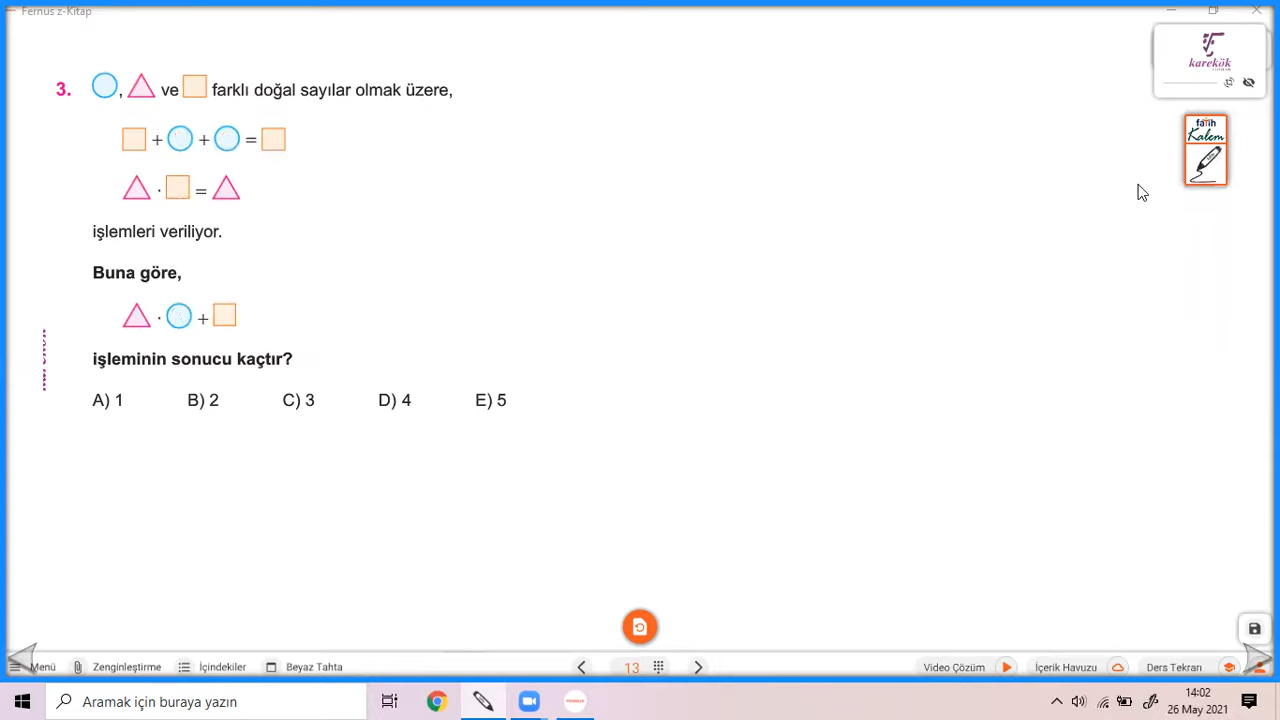 Fernus z-Kitap
karekök
fatih
Kalem
3. , ve farklı doğal sayılar olmak üzere,
+ + =
· =
işlemleri veriliyor.
Buna göre,
· +
işleminin sonucu kaçtır?
A) 1 B) 2 C) 3 D) 4 E) 5
Menü Zenginleştirme İçindekiler Beyaz Tahta 13 Video Çözüm İçerik Havuzu Ders Tekrarı
Aramak için buraya yazın
14:02
26 May 2021